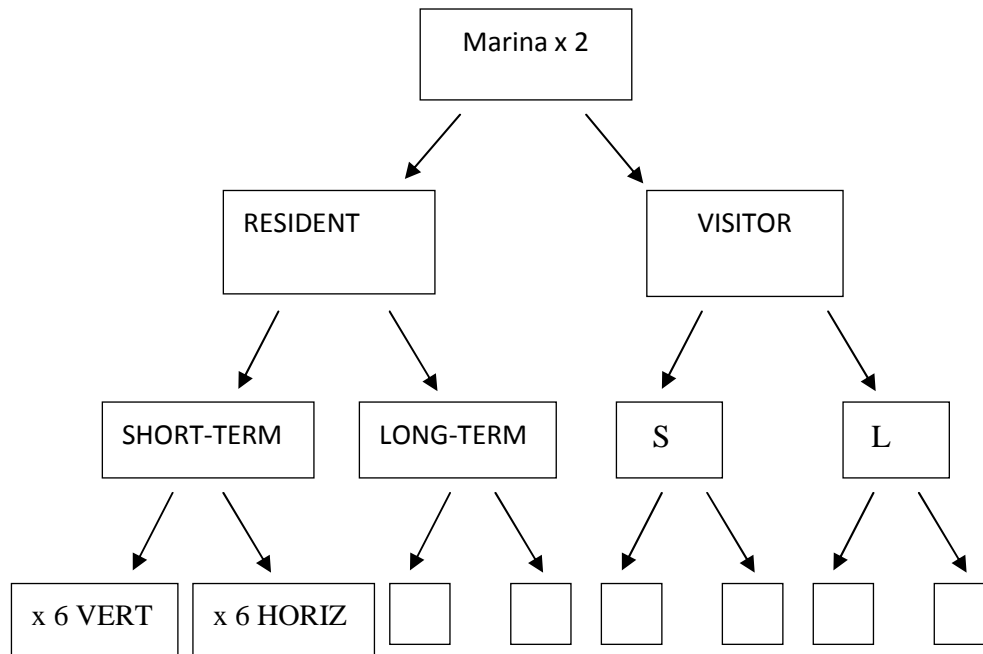 Marina x 2
RESIDENT
VISITOR
SHORT-TERM
LONG-TERM
S
L
x 6 VERT
x 6 HORIZ